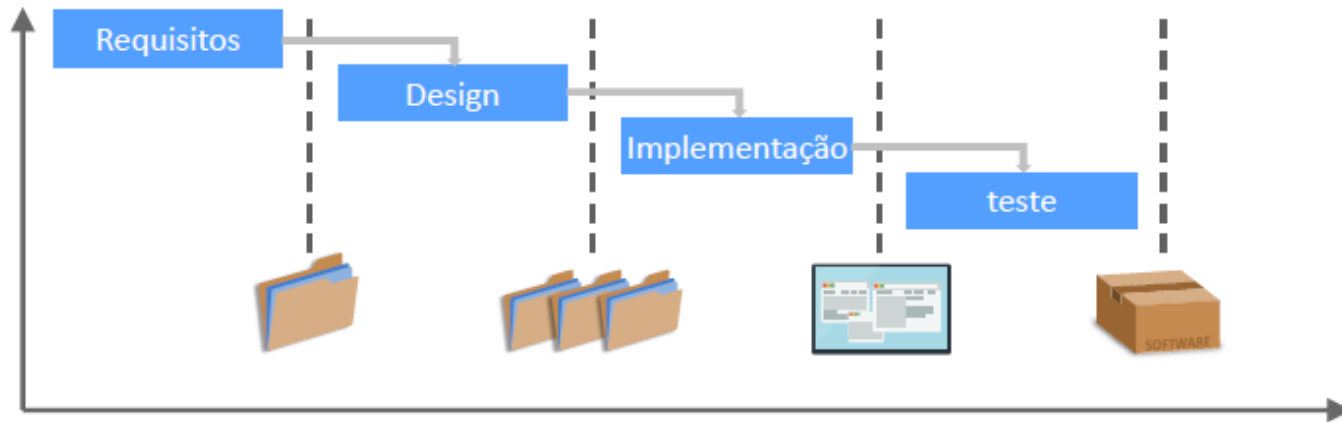 Requisitos
Design
Implementação
teste
SOFTWARE